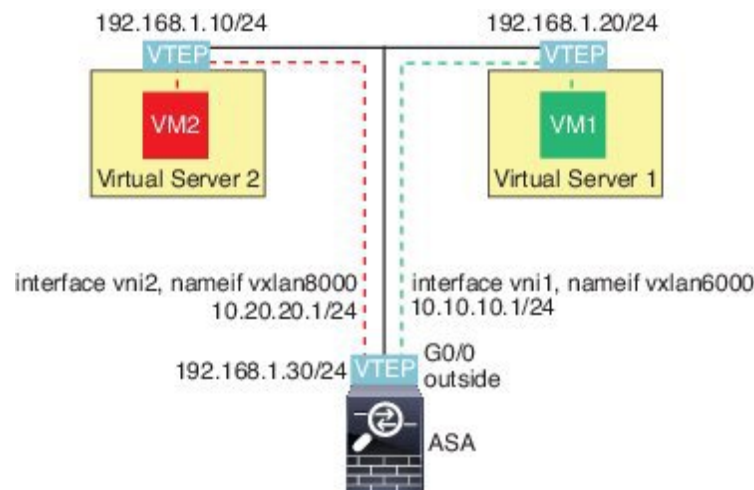 192.168.1.10/24
192.168.1.20/24
VTEP
VTEP
VM2
VM1
Virtual Server 2
Virtual Server 1
interface vni2, nameif vxlan8000
10.20.20.1/24
interface vni1, nameif vxlan6000
10.10.10.1/24
192.168.1.30/24
VTEP
G0/0
outside
ASA